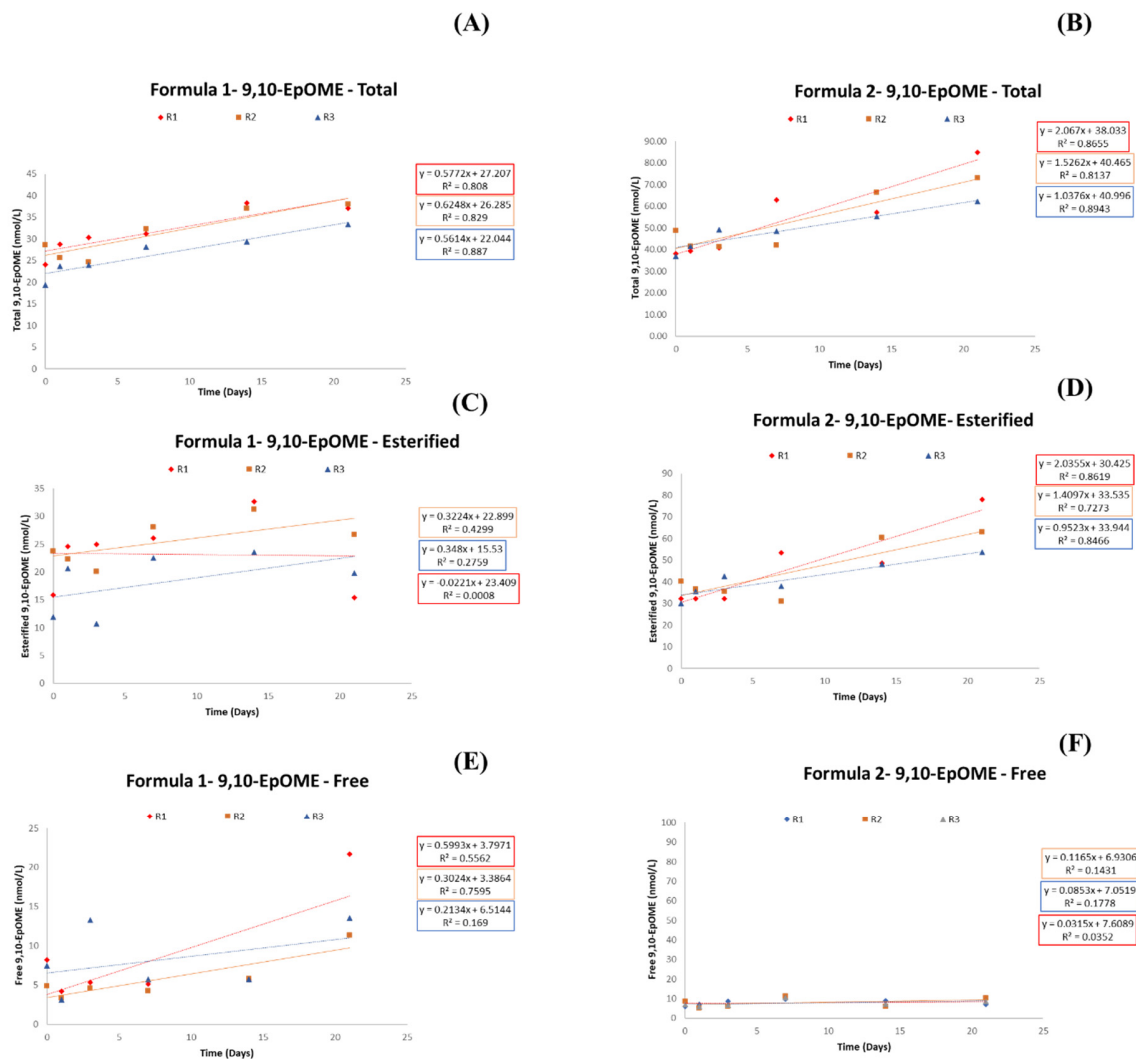 (A)
Formula 1- 9,10-EpOME - Total
R1 R2 R3
y = 0.5772x + 27.207
R² = 0.808
y = 0.6248x + 26.285
R² = 0.829
y = 0.5614x + 22.044
R² = 0.887
Total 9,10-EpOME (nmol/L)
45
40
35
30
25
20
15
10
5
0
0 5 10 15 20 25
Time (Days)
(B)
Formula 2- 9,10-EpOME - Total
R1 R2 R3
y = 2.067x + 38.033
R² = 0.8655
y = 1.5262x + 40.465
R² = 0.8137
y = 1.0376x + 40.996
R² = 0.8943
Total 9,10-EpOME (nmol/L)
90.00
80.00
70.00
60.00
50.00
40.00
30.00
20.00
10.00
0.00
0 5 10 15 20 25
Time (Days)
(C)
Formula 1- 9,10-EpOME - Esterified
R1 R2 R3
y = 0.3224x + 22.899
R² = 0.4299
y = 0.348x + 15.53
R² = 0.2759
y = -0.0221x + 23.409
R² = 0.0008
Esterified 9,10-EpOME (nmol/L)
35
30
25
20
15
10
5
0
0 5 10 15 20 25
Time (Days)
(D)
Formula 2- 9,10-EpOME- Esterified
R1 R2 R3
y = 2.0355x + 30.425
R² = 0.8619
y = 1.4097x + 33.535
R² = 0.7273
y = 0.9523x + 33.944
R² = 0.8466
Esterified 9,10-EpOME (nmol/L)
90
80
70
60
50
40
30
20
10
0
0 5 10 15 20 25
Time (Days)
(E)
Formula 1- 9,10-EpOME - Free
R1 R2 R3
y = 0.5993x + 3.7971
R² = 0.5562
y = 0.3024x + 3.3864
R² = 0.7595
y = 0.2134x + 6.5144
R² = 0.169
Free 9,10-EpOME (nmol/L)
25
20
15
10
5
0
0 5 10 15 20 25
Time (Days)
(F)
Formula 2- 9,10-EpOME - Free
R1 R2 R3
y = 0.1165x + 6.9306
R² = 0.1431
y = 0.0853x + 7.0519
R² = 0.1778
y = 0.0315x + 7.6089
R² = 0.0352
Free 9,10-EpOME (nmol/L)
100
90
80
70
60
50
40
30
20
10
0
0 5 10 15 20 25
Time (Days)